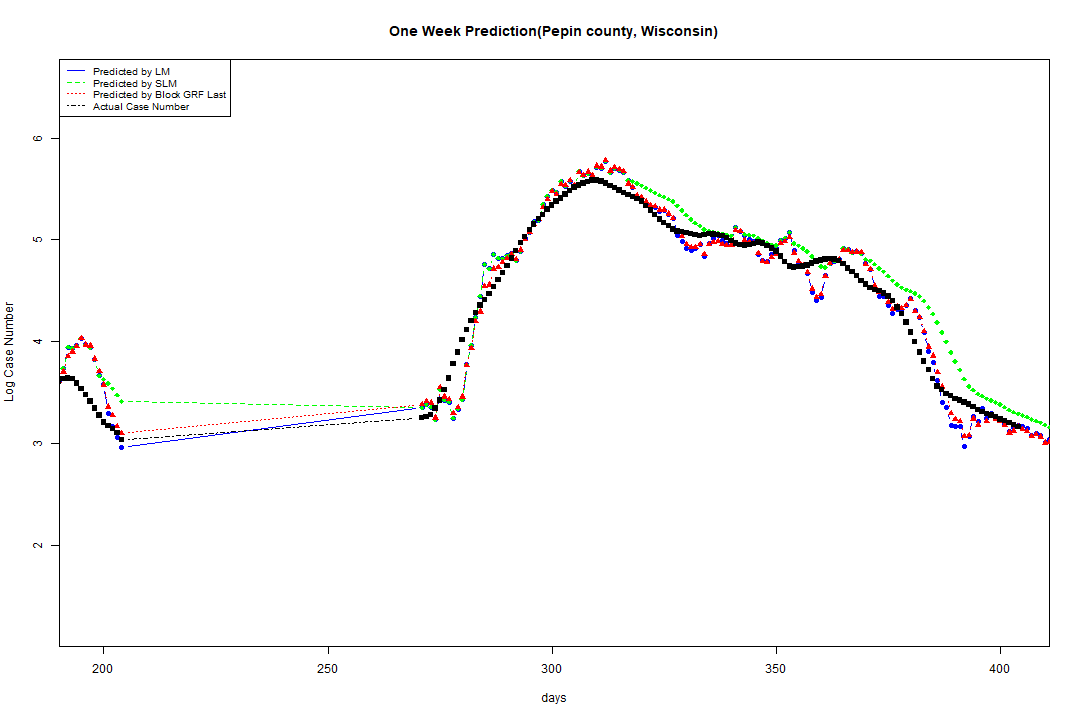 One Week Prediction(Pepin county, Wisconsin)
Predicted by LM
Predicted by SLM
Predicted by Block GRF Last
Actual Case Number
Log Case Number
6
5
4
3
2
200 250 300 350 400
days